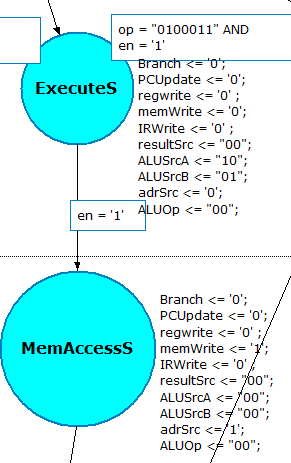 op = "0100011" AND
en = '1'
ExecuteS
Branch <= '0';
PCUpdate <= '0';
regwrite <= '0' ;
memWrite <= '0';
IRWrite <= '0' ;
resultSrc <= "00";
ALUSrcA <= "10";
ALUSrcB <= "01";
adrSrc <= '0';
ALUOp <= "00";
en = '1'
MemAccessS
Branch <= '0';
PCUpdate <= '0';
regwrite <= '0' ;
memWrite <= '1';
IRWrite <= '0' ;
resultSrc <= "00";
ALUSrcA <= "00";
ALUSrcB <= "00";
adrSrc <= '1';
ALUOp <= "00";